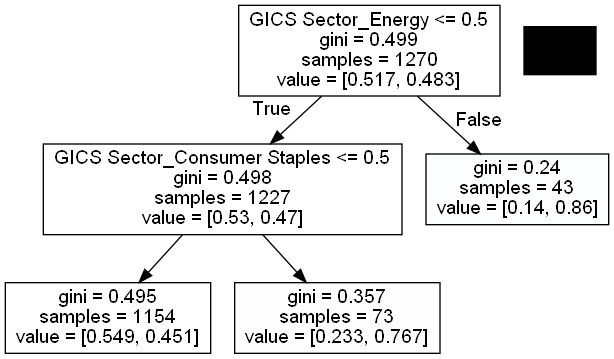 GICS Sector_Energy <= 0.5
gini = 0.499
samples = 1270
value = [0.517, 0.483]
True
False
GICS Sector_Consumer Staples <= 0.5
gini = 0.498
samples = 1227
value = [0.53, 0.47]
gini = 0.24
samples = 43
value = [0.14, 0.86]
gini = 0.495
samples = 1154
value = [0.549, 0.451]
gini = 0.357
samples = 73
value = [0.233, 0.767]